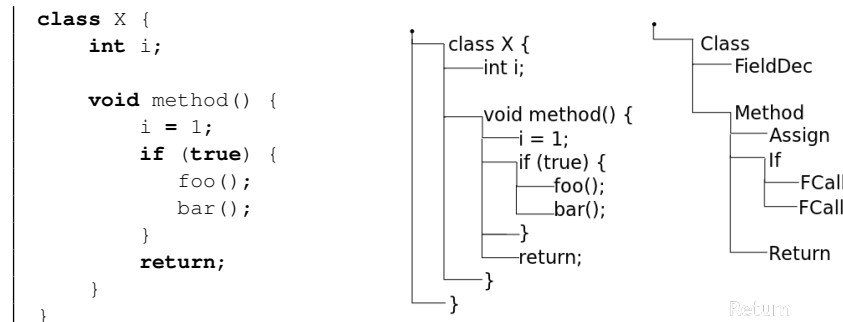 class X {
int i;
void method() {
i = 1;
if (true) {
foo();
bar();
}
return;
}
}
class X {
int i;
void method() {
i = 1;
if (true) {
foo();
bar();
}
return;
}
}
Class
FieldDec
Method
Assign
If
FCall
FCall
Return
Return